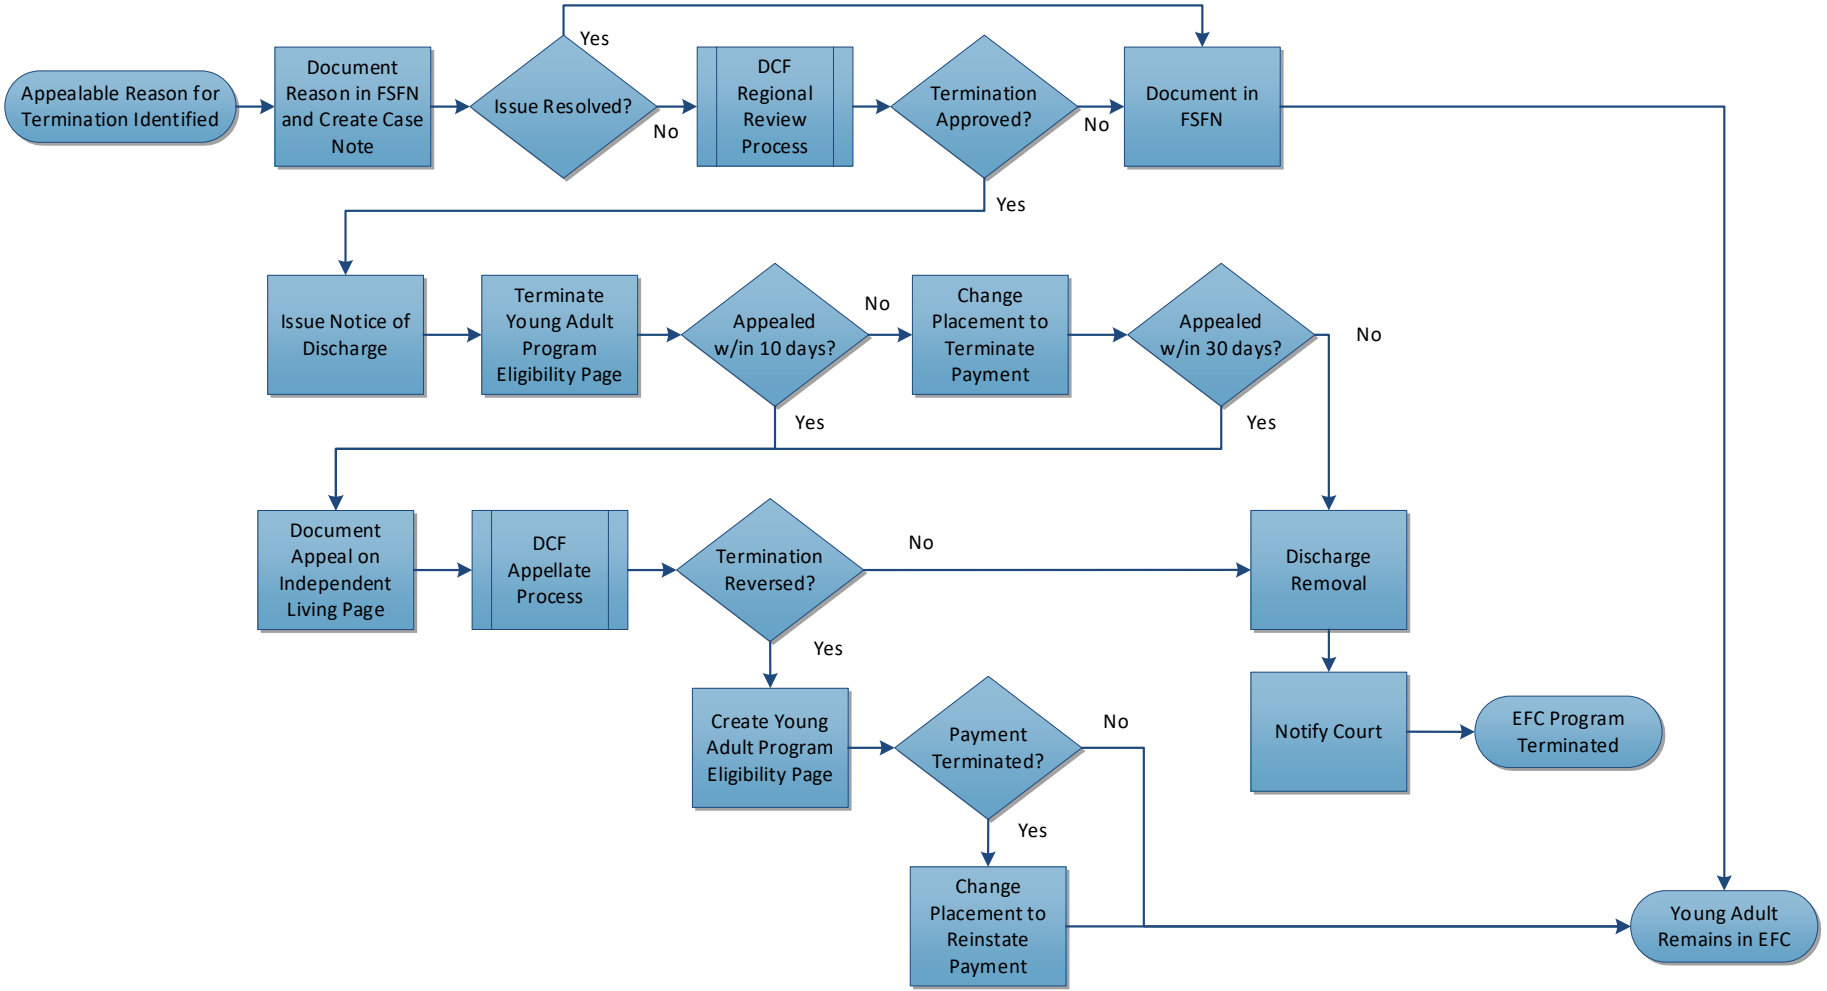 Appealable Reason for
Termination Identified
Document
Reason in FSFN
and Create Case
Note
Issue Resolved?
Yes
No
DCF
Regional
Review
Process
Termination
Approved?
No
Yes
Document in
FSFN
Issue Notice of
Discharge
Terminate
Young Adult
Program
Eligibility Page
Appealed
w/in 10 days?
No
Yes
Change
Placement to
Terminate
Payment
Appealed
w/in 30 days?
No
Yes
Document
Appeal on
Independent
Living Page
DCF
Appellate
Process
Termination
Reversed?
No
Yes
Discharge
Removal
Create Young
Adult Program
Eligibility Page
Payment
Terminated?
No
Yes
Notify Court
EFC Program
Terminated
Change
Placement to
Reinstate
Payment
Young Adult
Remains in EFC